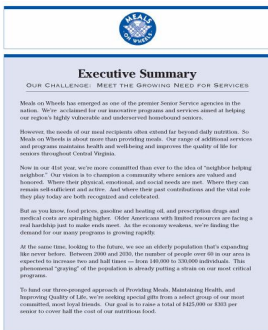 MEALS
ON WHEELS
Executive Summary
OUR CHALLENGE: MEET THE GROWING NEED FOR SERVICES
Meals on Wheels has emerged as one of the premier Senior Service agencies in the
nation. We're acclaimed for our innovative programs and services aimed at helping
our region's highly vulnerable and underserved homebound seniors.
However, the needs of our meal recipients often extend far beyond daily nutrition. So
Meals on Wheels is about more than providing meals. Our range of additional services
and programs maintains health and well-being and improves the quality of life for
seniors throughout Central Virginia.
Now in our 41st year, we're more committed than ever to the idea of "neighbor helping
neighbor." Our vision is to champion a community where seniors are valued and
honored. Where their physical, emotional, and social needs are met. Where they can
remain self-sufficient and active. And where their past contributions and the vital role
they play today are both recognized and celebrated.
But as you know, food prices, gasoline and heating oil, and prescription drugs and
medical costs are spiraling higher. Older Americans with limited resources are facing a
real hardship just to make ends meet. As the economy weakens, we're finding the
demand for our many programs is growing rapidly.
At the same time, looking to the future, we see an elderly population that's expanding
like never before. Between 2000 and 2030, the number of people over 60 in our area is
expected to increase two and half times — from 140,000 to 330,000 individuals. This
phenomenal "graying" of the population is already putting a strain on our most critical
programs.
To fund our three-pronged approach of Providing Meals, Maintaining Health, and
Improving Quality of Life, we're seeking special gifts from a select group of our most
committed, most loyal friends. Our goal is to raise a total of $425,000 or $303 per
senior to cover half the cost of our nutritious food.